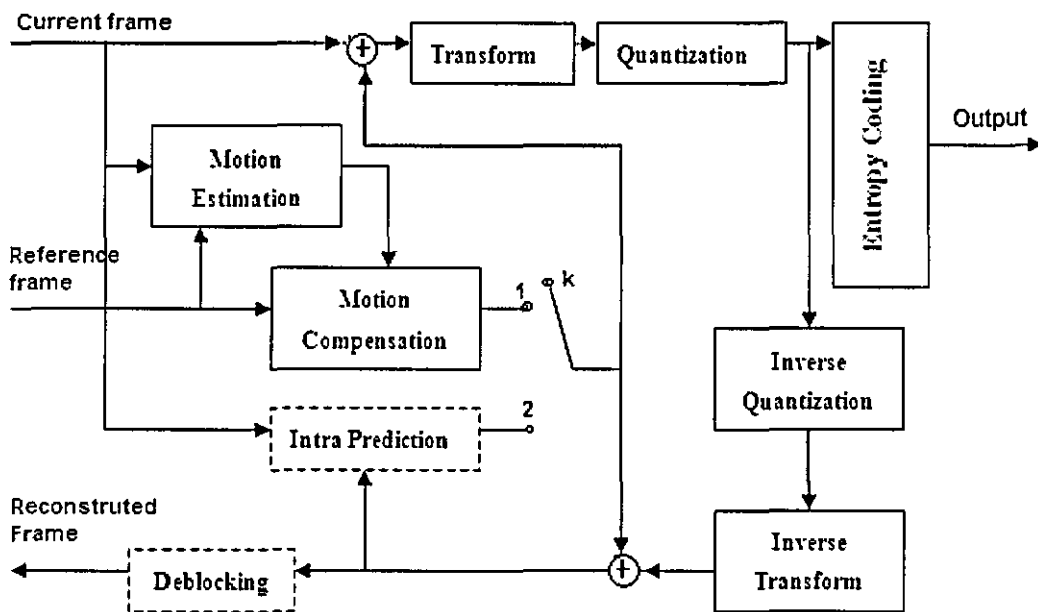 Current frame
Transform
Quantization
Entropy Coding
Output
Motion
Estimation
Reference
frame
Motion
Compensation
1
k
Inverse
Quantization
2
Intra Prediction
Reconstruted
Frame
Deblocking
Inverse
Transform